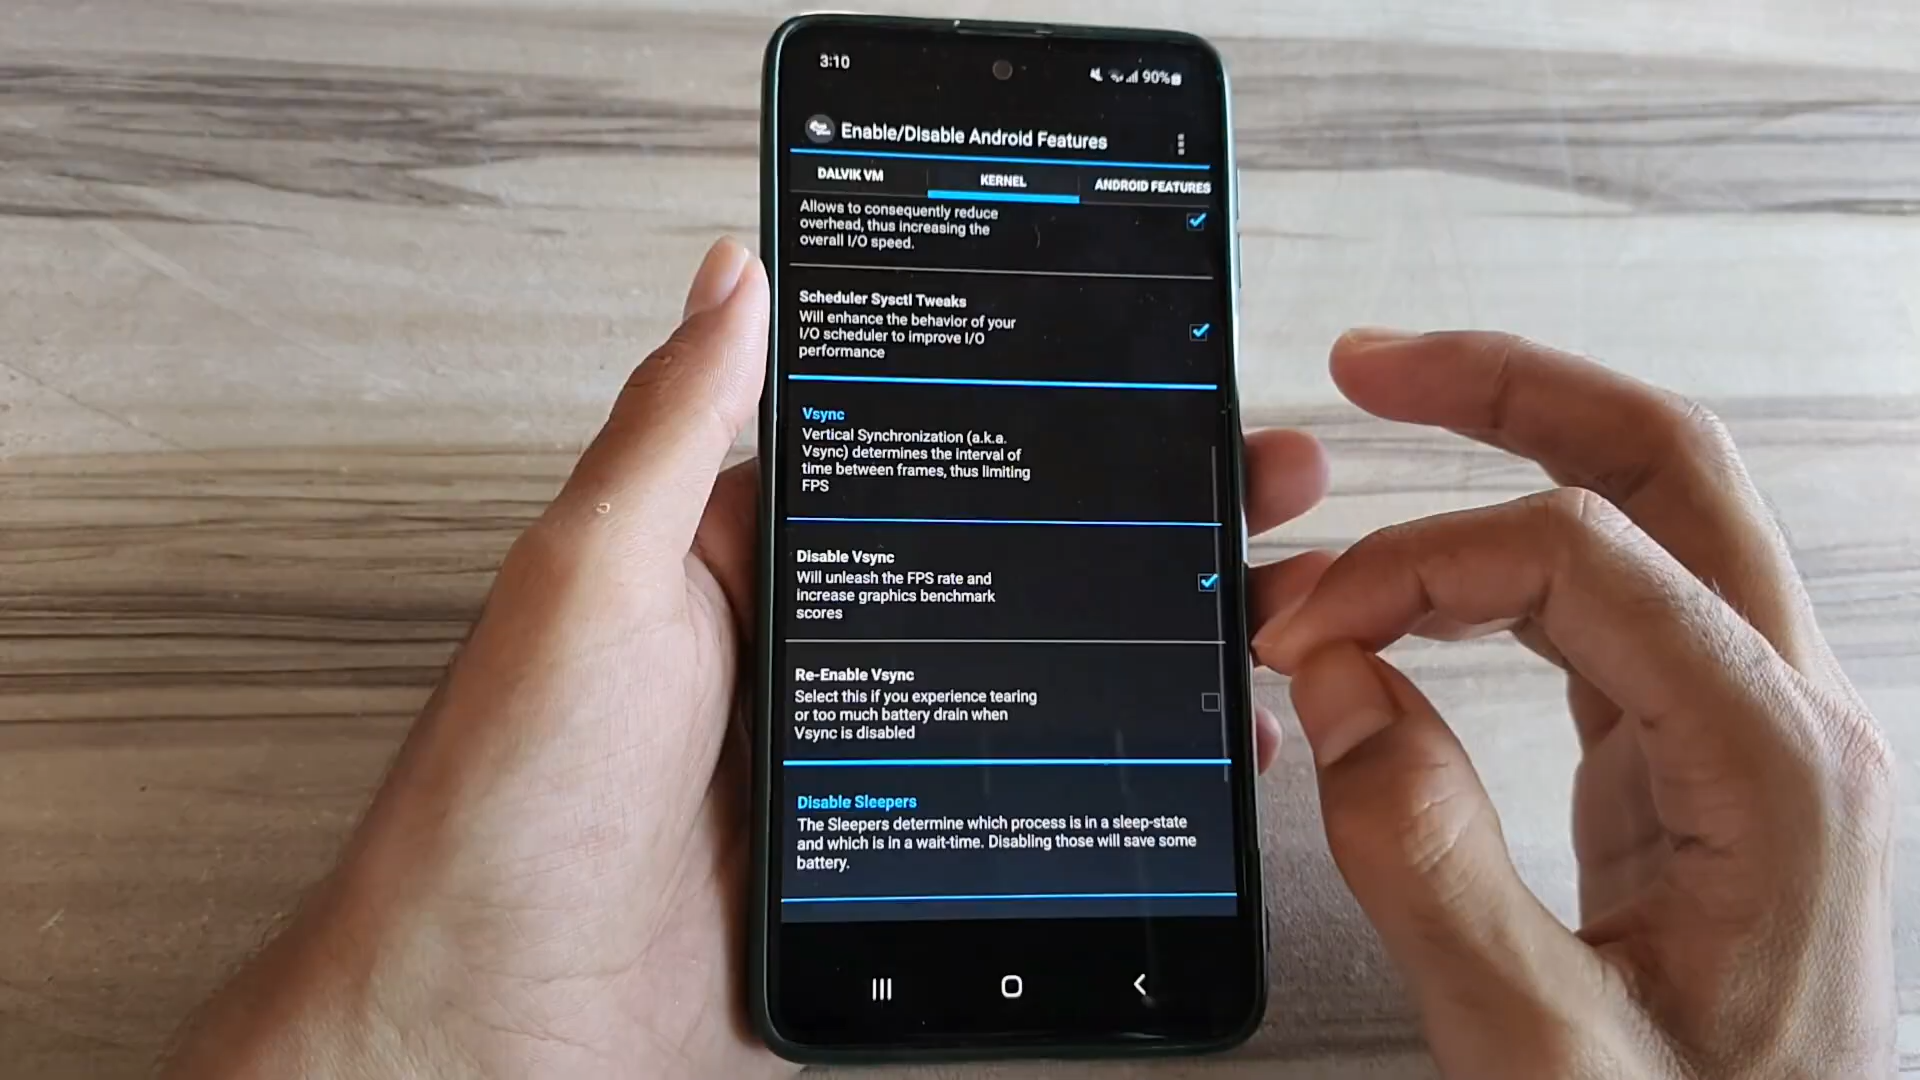 3:10
90%
Enable/Disable Android Features
DALVIK VM
KERNEL
ANDROID FEATURES
Allows to consequently reduce
overhead, thus increasing the
overall I/O speed.
Scheduler Sysctl Tweaks
Will enhance the behavior of your
I/O scheduler to improve I/O
performance
Vsync
Vertical Synchronization (a.k.a.
Vsync) determines the interval of
time between frames, thus limiting
FPS
Disable Vsync
Will unleash the FPS rate and
increase graphics benchmark
scores
Re-Enable Vsync
Select this if you experience tearing
or too much battery drain when
Vsync is disabled
Disable Sleepers
The Sleepers determine which process is in a sleep-state
and which is in a wait-time. Disabling those will save some
battery.